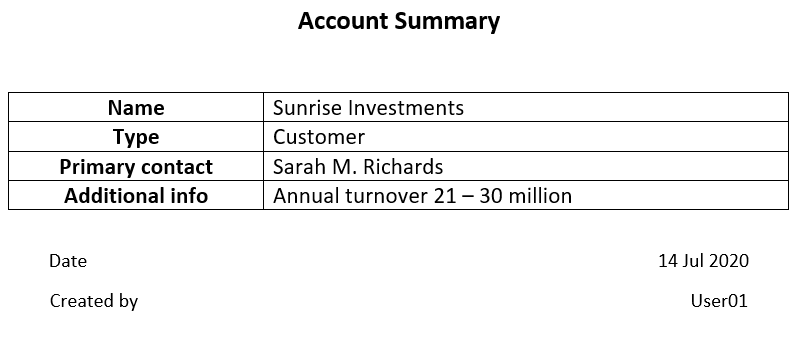 Account Summary
Name Sunrise Investments
Type Customer
Primary contact Sarah M. Richards
Additional info Annual turnover 21 – 30 million
Date 14 Jul 2020
Created by User01